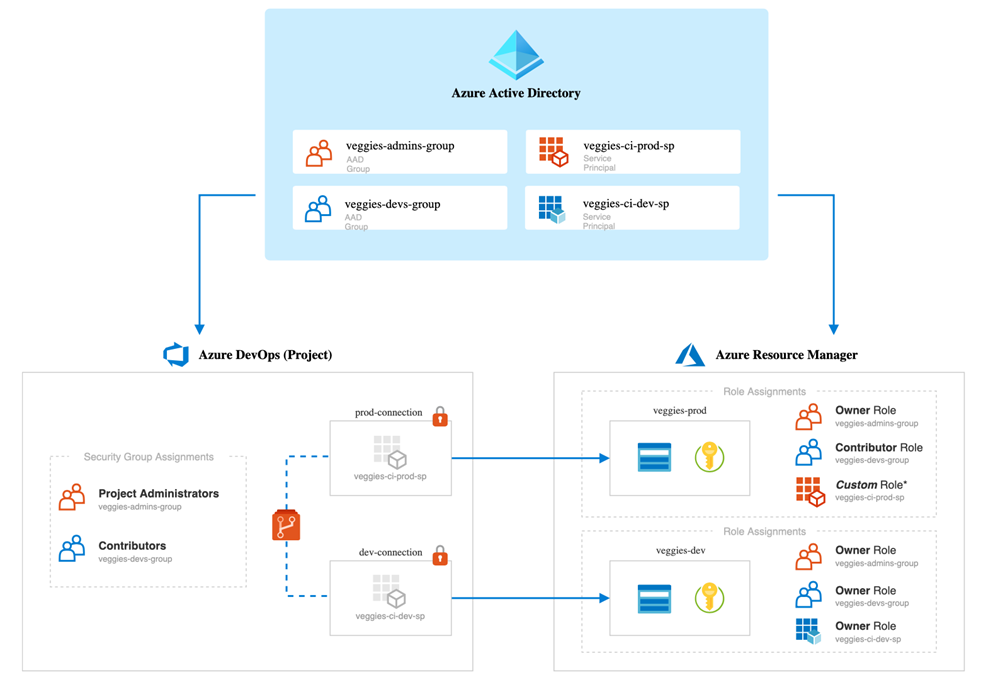 Azure Active Directory
veggies-admins-group
AAD
Group
veggies-ci-prod-sp
Service
Principal
veggies-devs-group
AAD
Group
veggies-ci-dev-sp
Service
Principal
Azure DevOps (Project)
Security Group Assignments
Project Administrators
veggies-admins-group
Contributors
veggies-devs-group
prod-connection
veggies-ci-prod-sp
dev-connection
veggies-ci-dev-sp
Azure Resource Manager
Role Assignments
veggies-prod
Owner Role
veggies-admins-group
Contributor Role
veggies-devs-group
Custom Role*
veggies-ci-prod-sp
Role Assignments
veggies-dev
Owner Role
veggies-admins-group
Owner Role
veggies-devs-group
Owner Role
veggies-ci-dev-sp